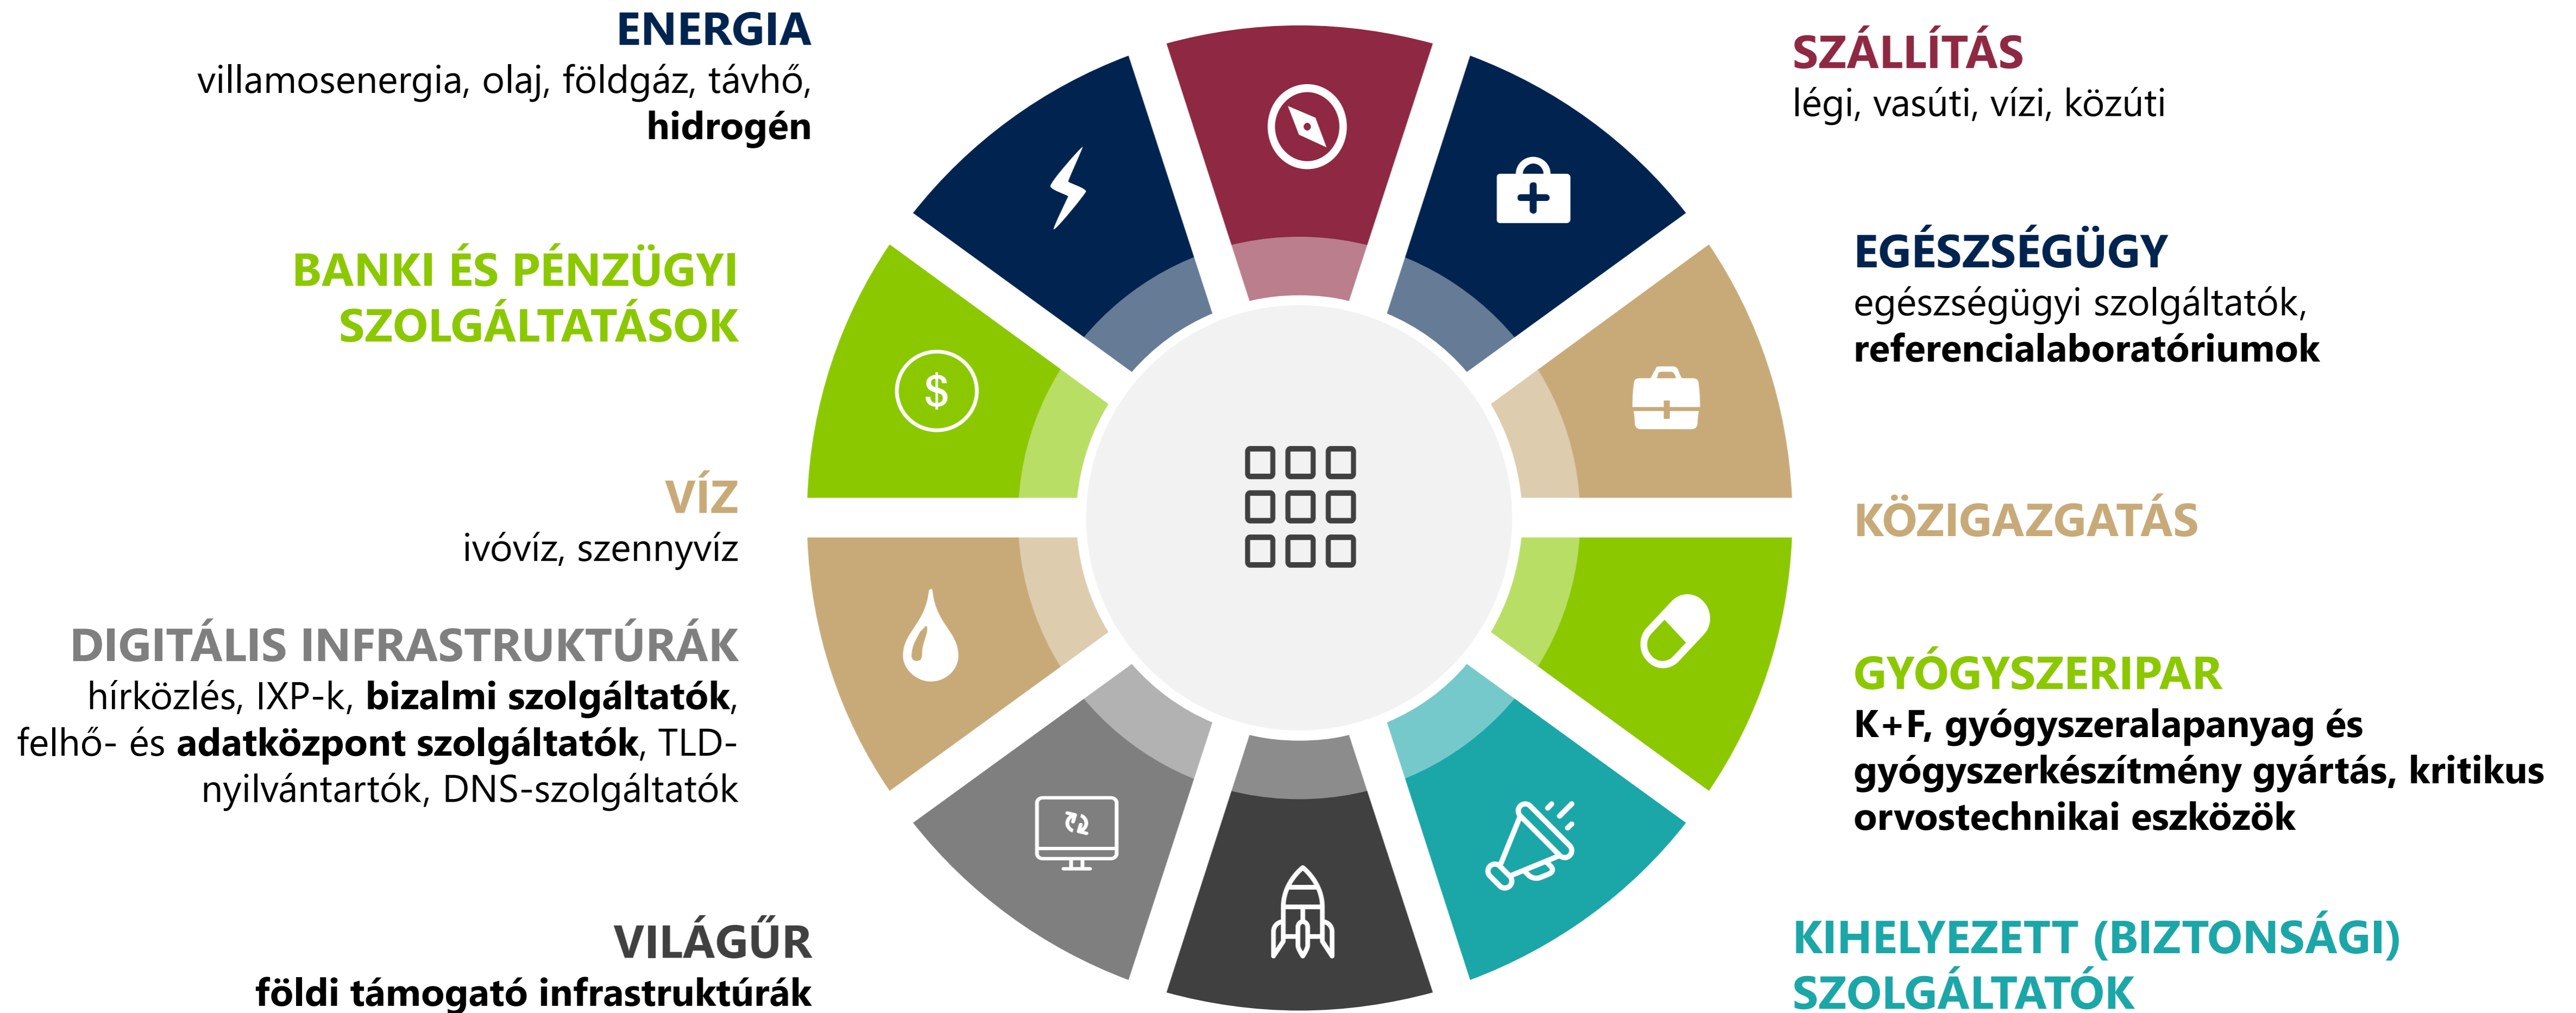 ENERGIA
villamosenergia, olaj, földgáz, távhő,
hidrogén
BANKI ÉS PÉNZÜGYI
SZOLGÁLTATÁSOK
$
VÍZ
ivóvíz, szennyvíz
DIGITÁLIS INFRASTRUKTÚRÁK
hírközlés, IXP-k, bizalmi szolgáltatók,
felhő- és adatközpont szolgáltatók, TLD-
nyilvántartók, DNS-szolgáltatók
VILÁGŰR
földi támogató infrastruktúrák
SZÁLLÍTÁS
légi, vasúti, vízi, közúti
EGÉSZSÉGÜGY
egészségügyi szolgáltatók,
referencialaboratóriumok
KÖZIGAZGATÁS
GYÓGYSZERIPAR
K+F, gyógyszeralapanyag és
gyógyszerkészítmény gyártás, kritikus
orvostechnikai eszközök
KIHELYEZETT (BIZTONSÁGI)
SZOLGÁLTATÓK